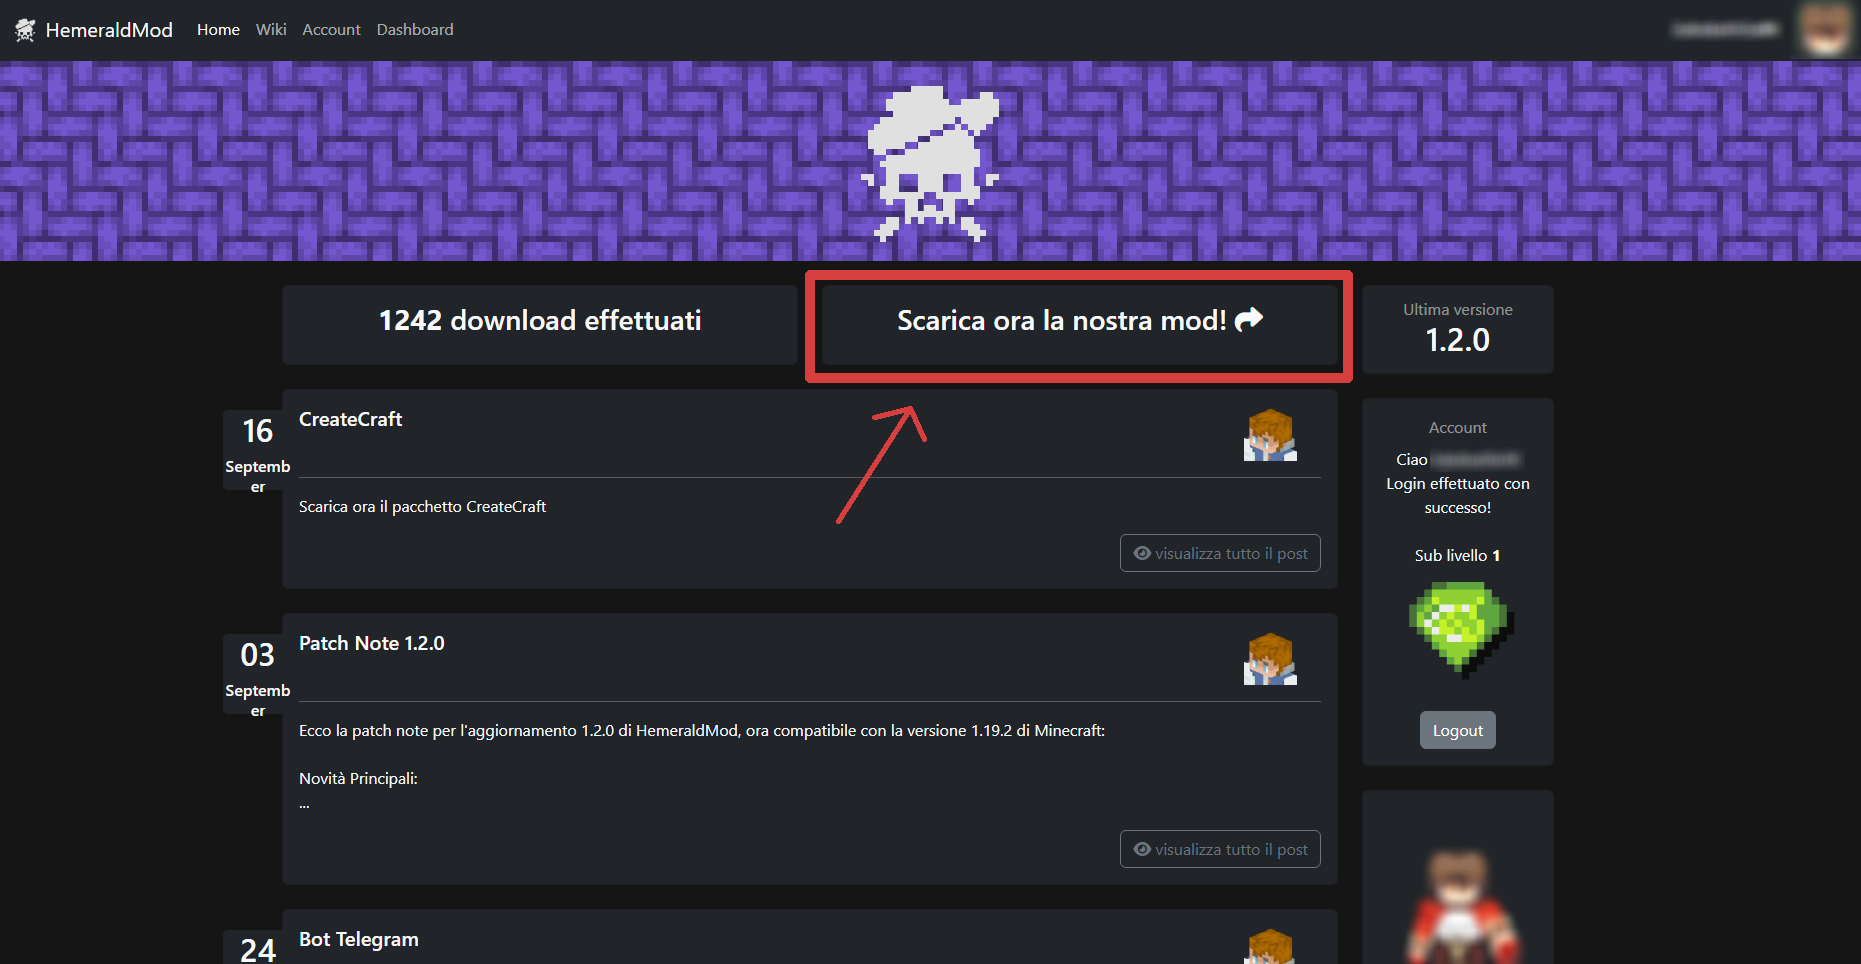 HemeraldMod Home Wiki Account Dashboard
1242 download effettuati
Scarica ora la nostra mod!
Ultima versione
1.2.0
16
Septemb
er
CreateCraft
Scarica ora il pacchetto CreateCraft
visualizza tutto il post
Account
Ciao
Login effettuato con
successo!
Sub livello 1
Logout
03
Septemb
er
Patch Note 1.2.0
Ecco la patch note per l'aggiornamento 1.2.0 di HemeraldMod, ora compatibile con la versione 1.19.2 di Minecraft:
Novità Principali:
...
visualizza tutto il post
24
Bot Telegram